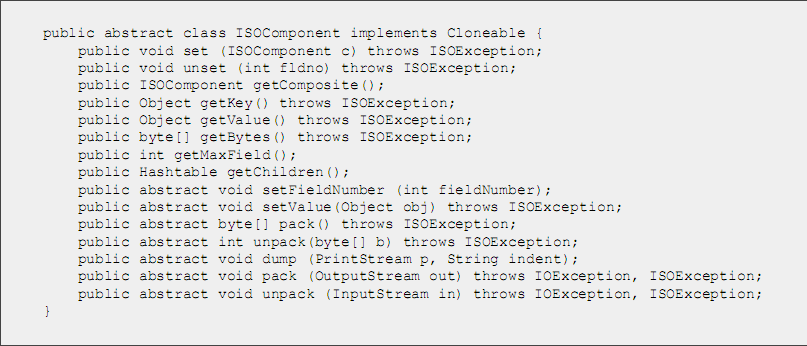 public abstract class ISOComponent implements Cloneable {
    public void set (ISOComponent c) throws ISOException;
    public void unset (int fldno) throws ISOException;
    public ISOComponent getComposite();
    public Object getKey() throws ISOException;
    public Object getValue() throws ISOException;
    public byte[] getBytes() throws ISOException;
    public int getMaxField();
    public Hashtable getChildren();
    public abstract void setFieldNumber (int fieldNumber);
    public abstract void setValue(Object obj) throws ISOException;
    public abstract byte[] pack() throws ISOException;
    public abstract int unpack(byte[] b) throws ISOException;
    public abstract void dump (PrintStream p, String indent);
    public abstract void pack (OutputStream out) throws IOException, ISOException;
    public abstract void unpack (InputStream in) throws IOException, ISOException;
}